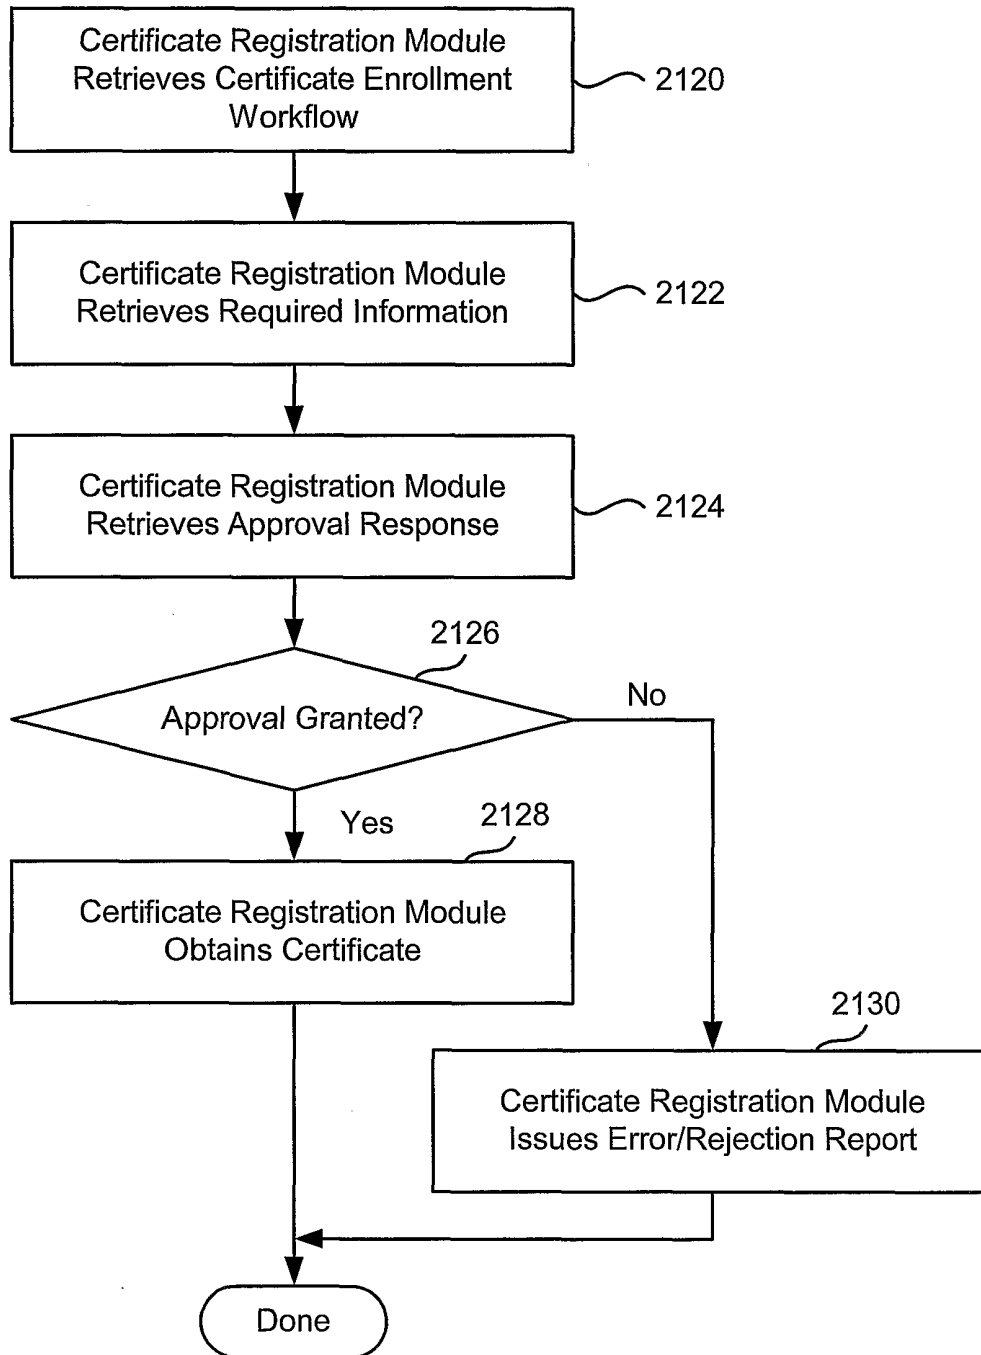 Certificate Registration Module
Retrieves Certificate Enrollment
Workflow
2120
Certificate Registration Module
Retrieves Required Information
2122
Certificate Registration Module
Retrieves Approval Response
2124
2126
Approval Granted?
No
Yes
2128
Certificate Registration Module
Obtains Certificate
2130
Certificate Registration Module
Issues Error/Rejection Report
Done